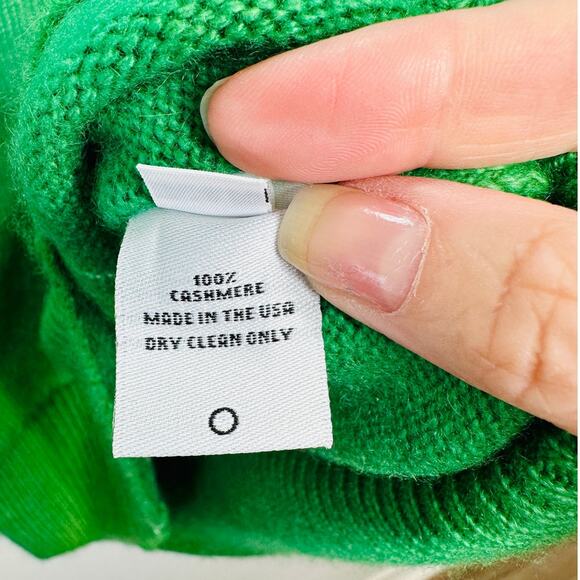 100%
CASHMERE
MADE IN THE USA
DRY CLEAN ONLY